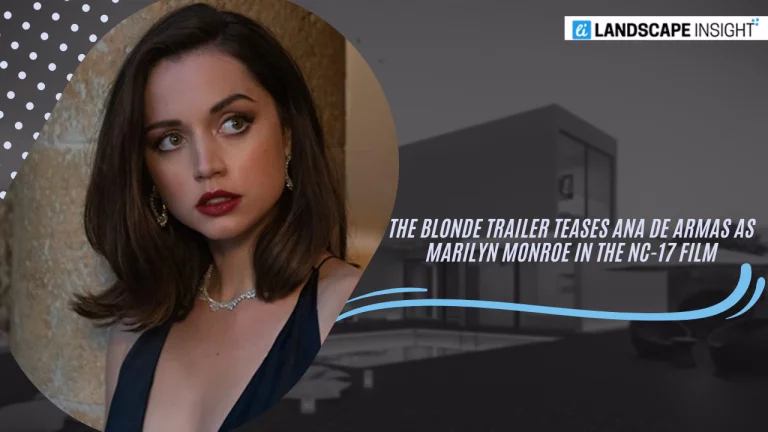 LANDSCAPE INSIGHT
THE BLONDE TRAILER TEASES ANA DE ARMAS AS
MARILYN MONROE IN THE NC-17 FILM